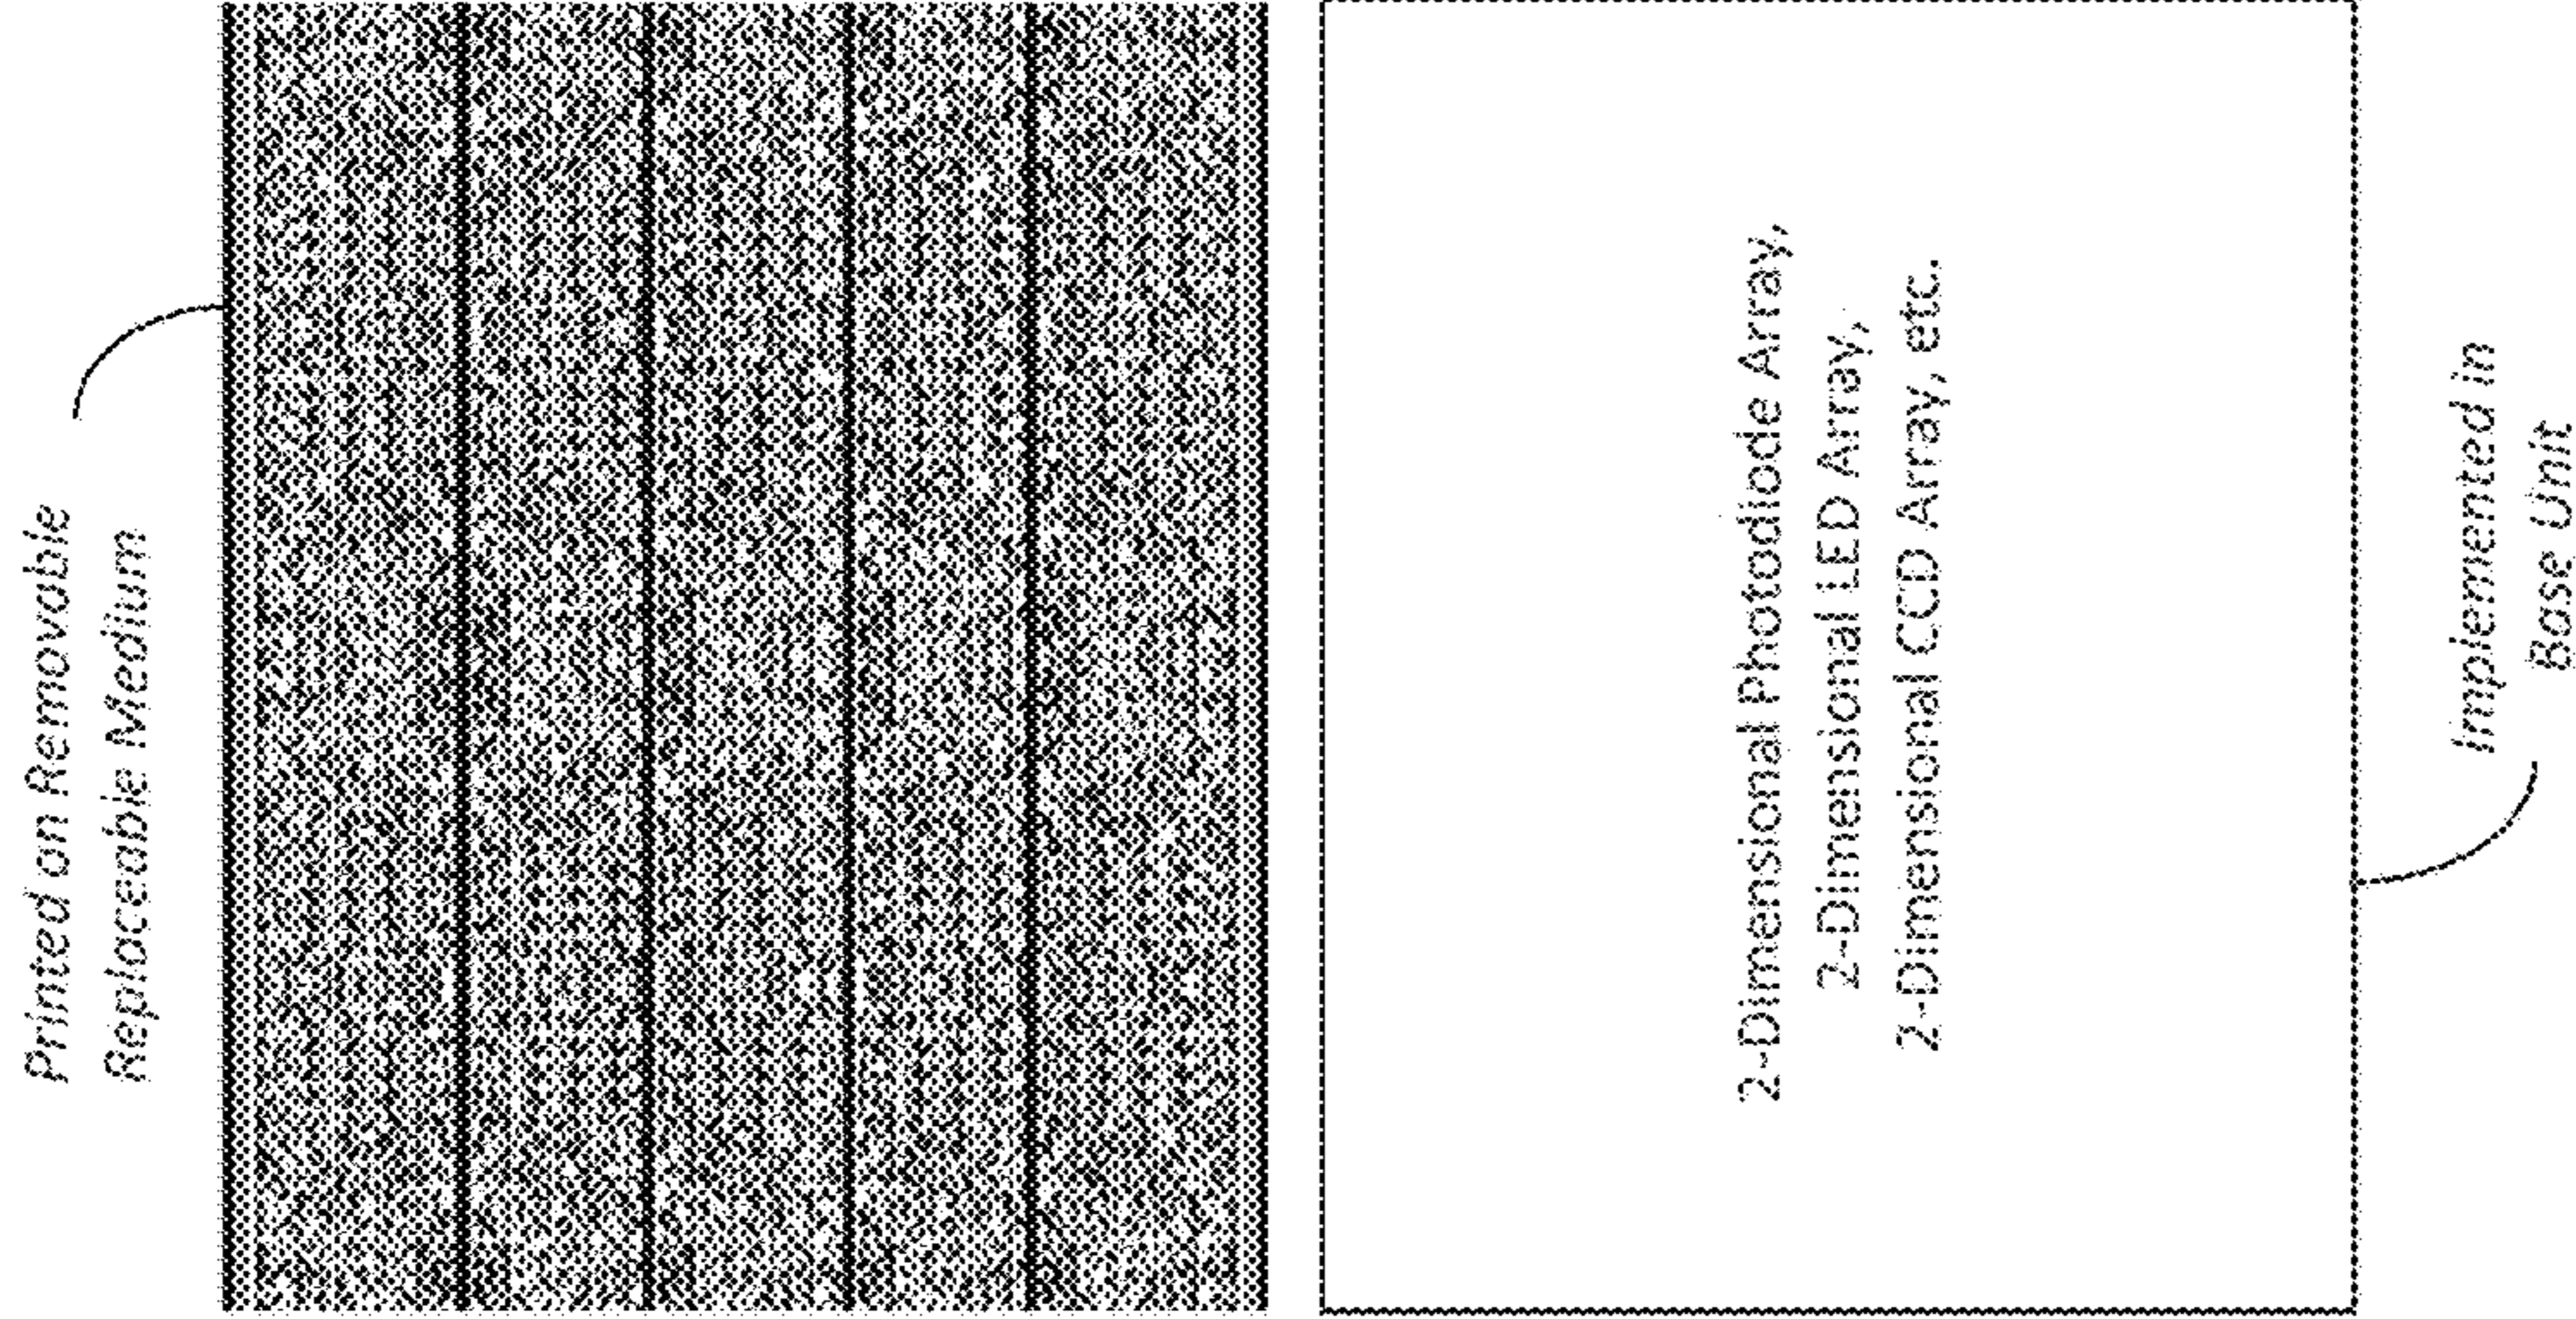 Printed on Removable
Replaceable Medium
2-Dimensional Photodiode Array,
2-Dimensional LED Array,
2-Dimensional CCD Array, etc.
Implemented in
Base Unit